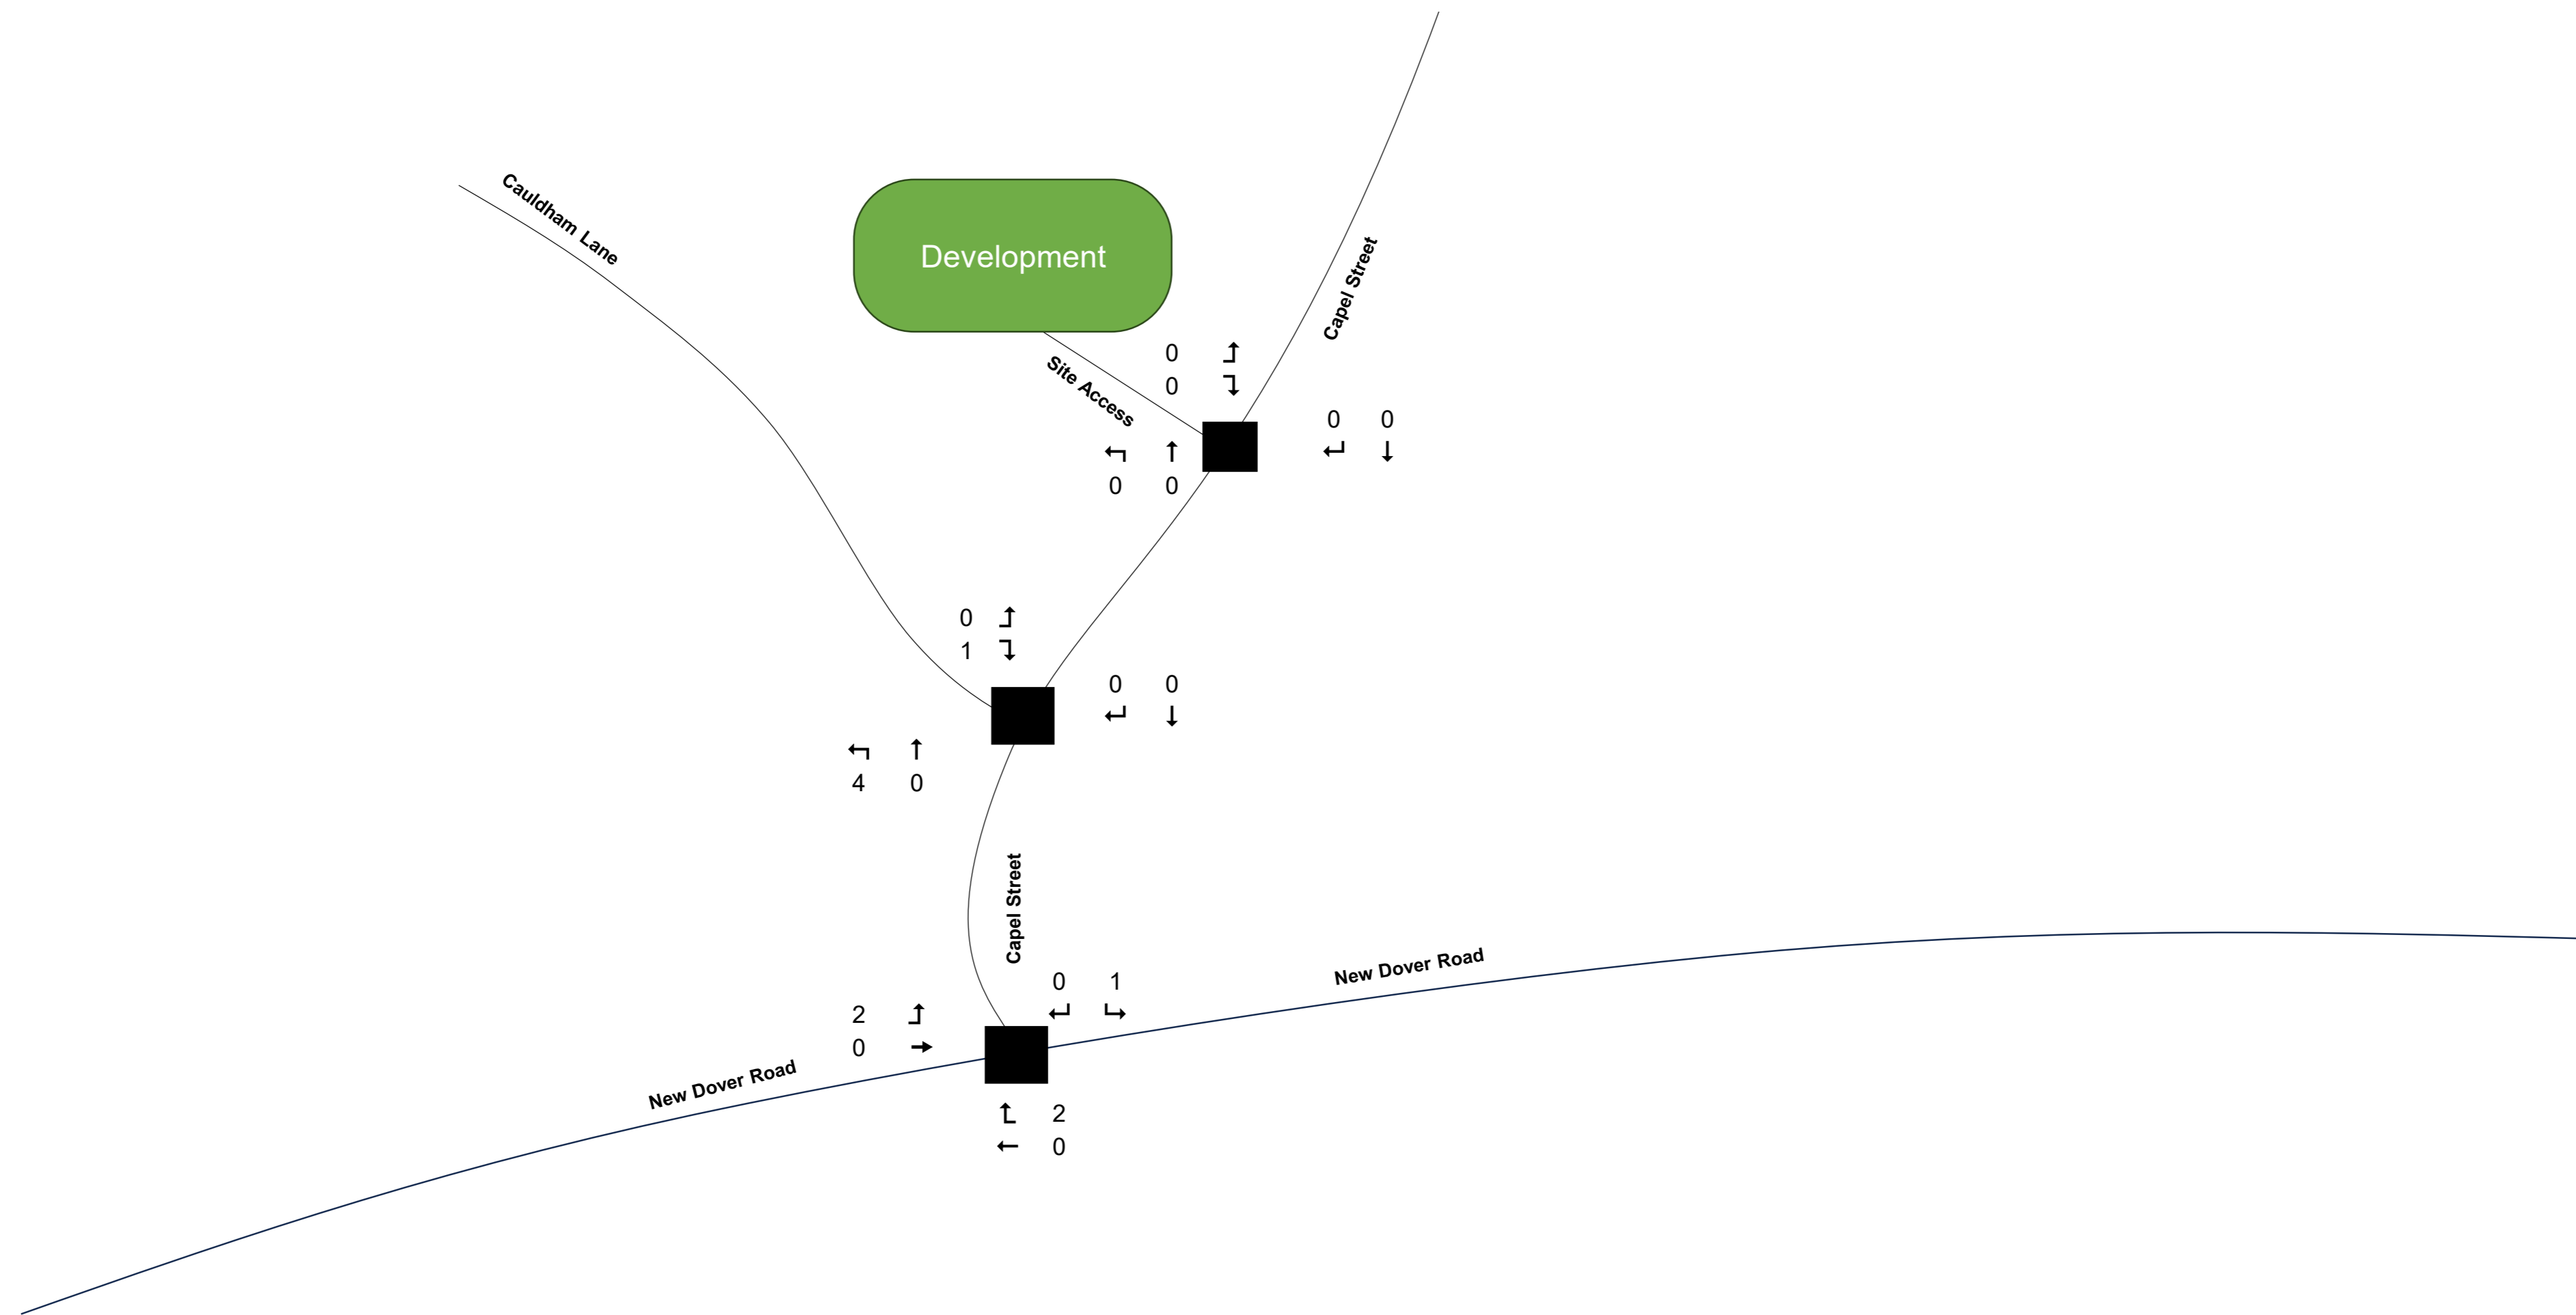 Cauldham Lane
Development
Capel Street
Site Access
0
0
0 0
0 0
0
1
0 0
4 0
Capel Street
New Dover Road
0 1
2
0
New Dover Road
2
0